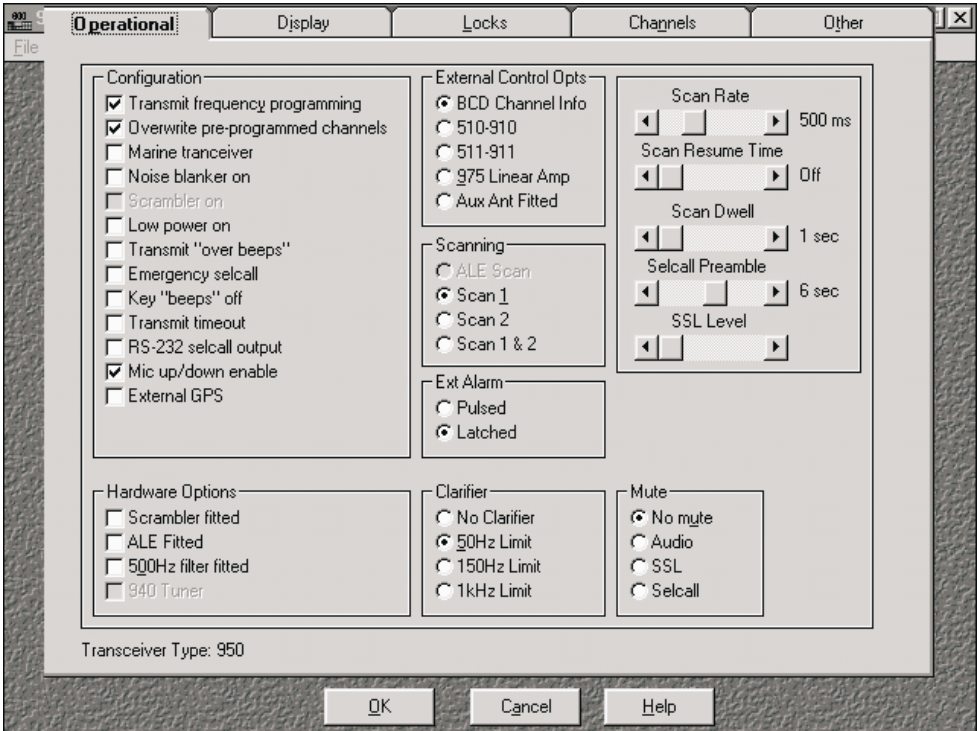 Operational
Display
Locks
Channels
Other
File
Configuration
Transmit frequency programming
Overwrite pre-programmed channels
Marine tranceiver
Noise blanker on
Scrambler on
Low power on
Transmit "over beeps"
Emergency selcall
Key "beeps" off
Transmit timeout
RS-232 selcall output
Mic up/down enable
External GPS
External Control Opts
BCD Channel Info
510-910
511-911
975 Linear Amp
Aux Ant Fitted
Scanning
ALE Scan
Scan 1
Scan 2
Scan 1 & 2
Ext Alarm
Pulsed
Latched
Scan Rate
500 ms
Scan Resume Time
Off
Scan Dwell
1 sec
Selcall Preamble
6 sec
SSL Level
Hardware Options
Scrambler fitted
ALE Fitted
500Hz filter fitted
940 Tuner
Clarifier
No Clarifier
50Hz Limit
150Hz Limit
1kHz Limit
Mute
No mute
Audio
SSL
Selcall
Transceiver Type: 950
OK
Cancel
Help